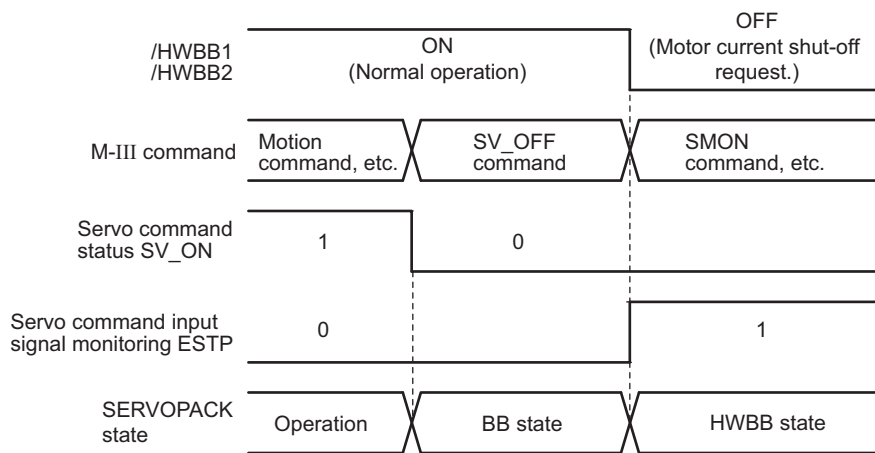 /HWBB1
/HWBB2
ON
(Normal operation)
OFF
(Motor current shut-off
request.)
M-III command
Motion
command, etc.
SV_OFF
command
SMON
command, etc.
Servo command
status SV_ON
1
0
Servo command input
signal monitoring ESTP
0
1
SERVOPACK
state
Operation
BB state
HWBB state